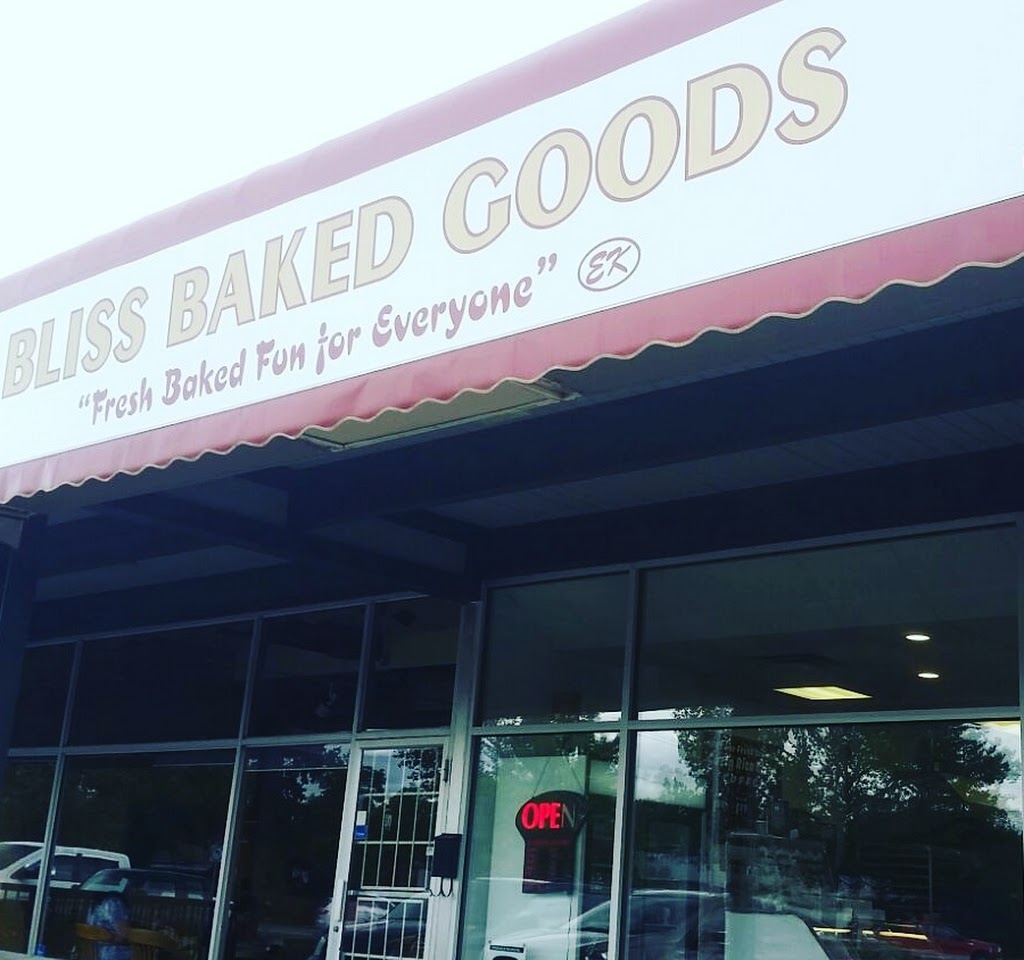 BLISS BAKED GOODS
“Fresh Baked Fun for Everyone” EK
OPEN